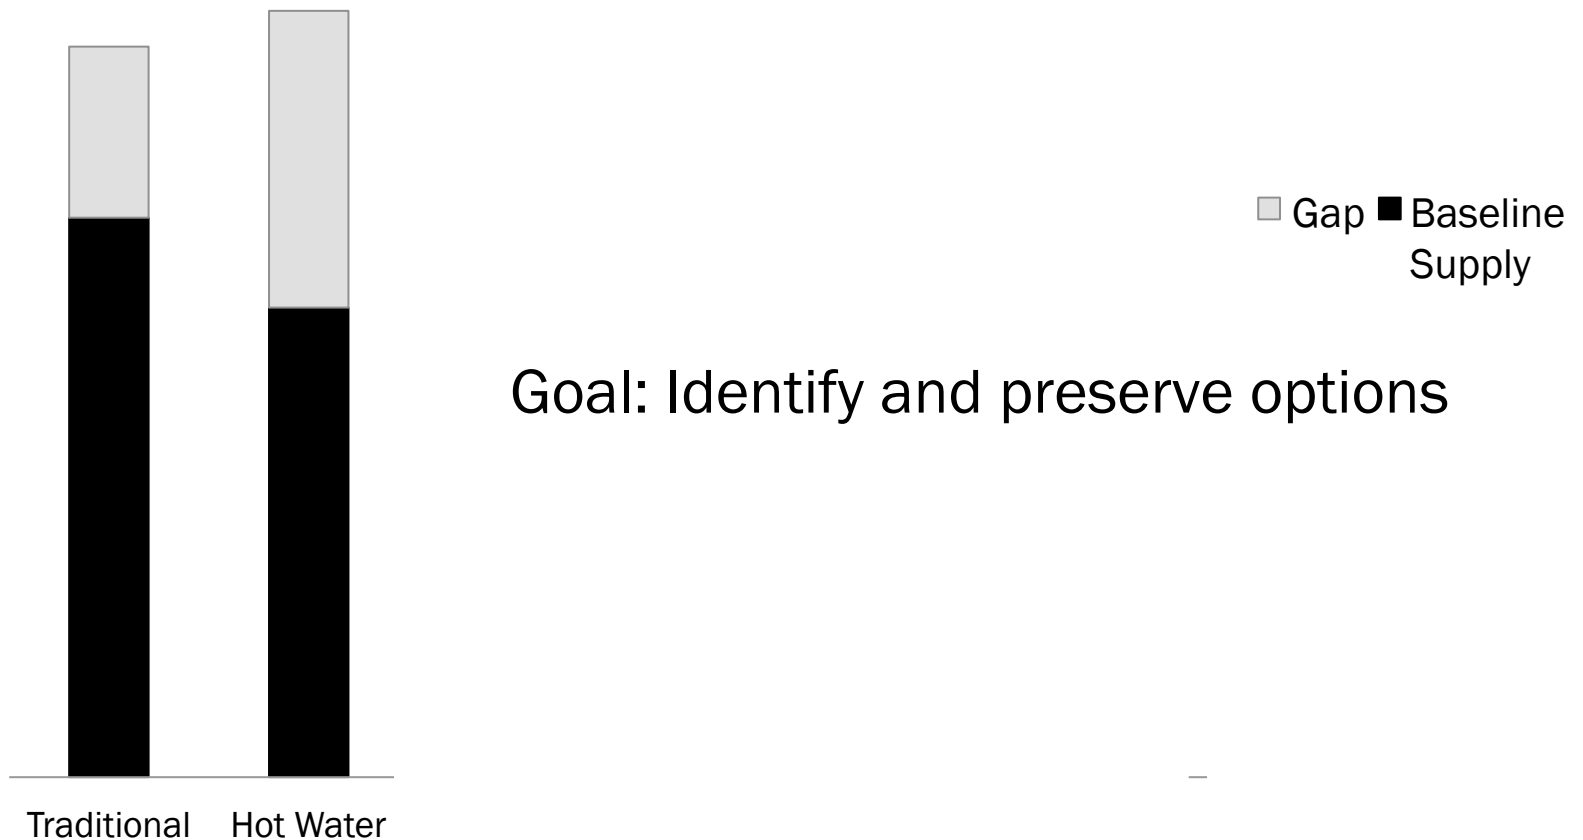 Gap Baseline
Supply
Goal: Identify and preserve options
Traditional Hot Water